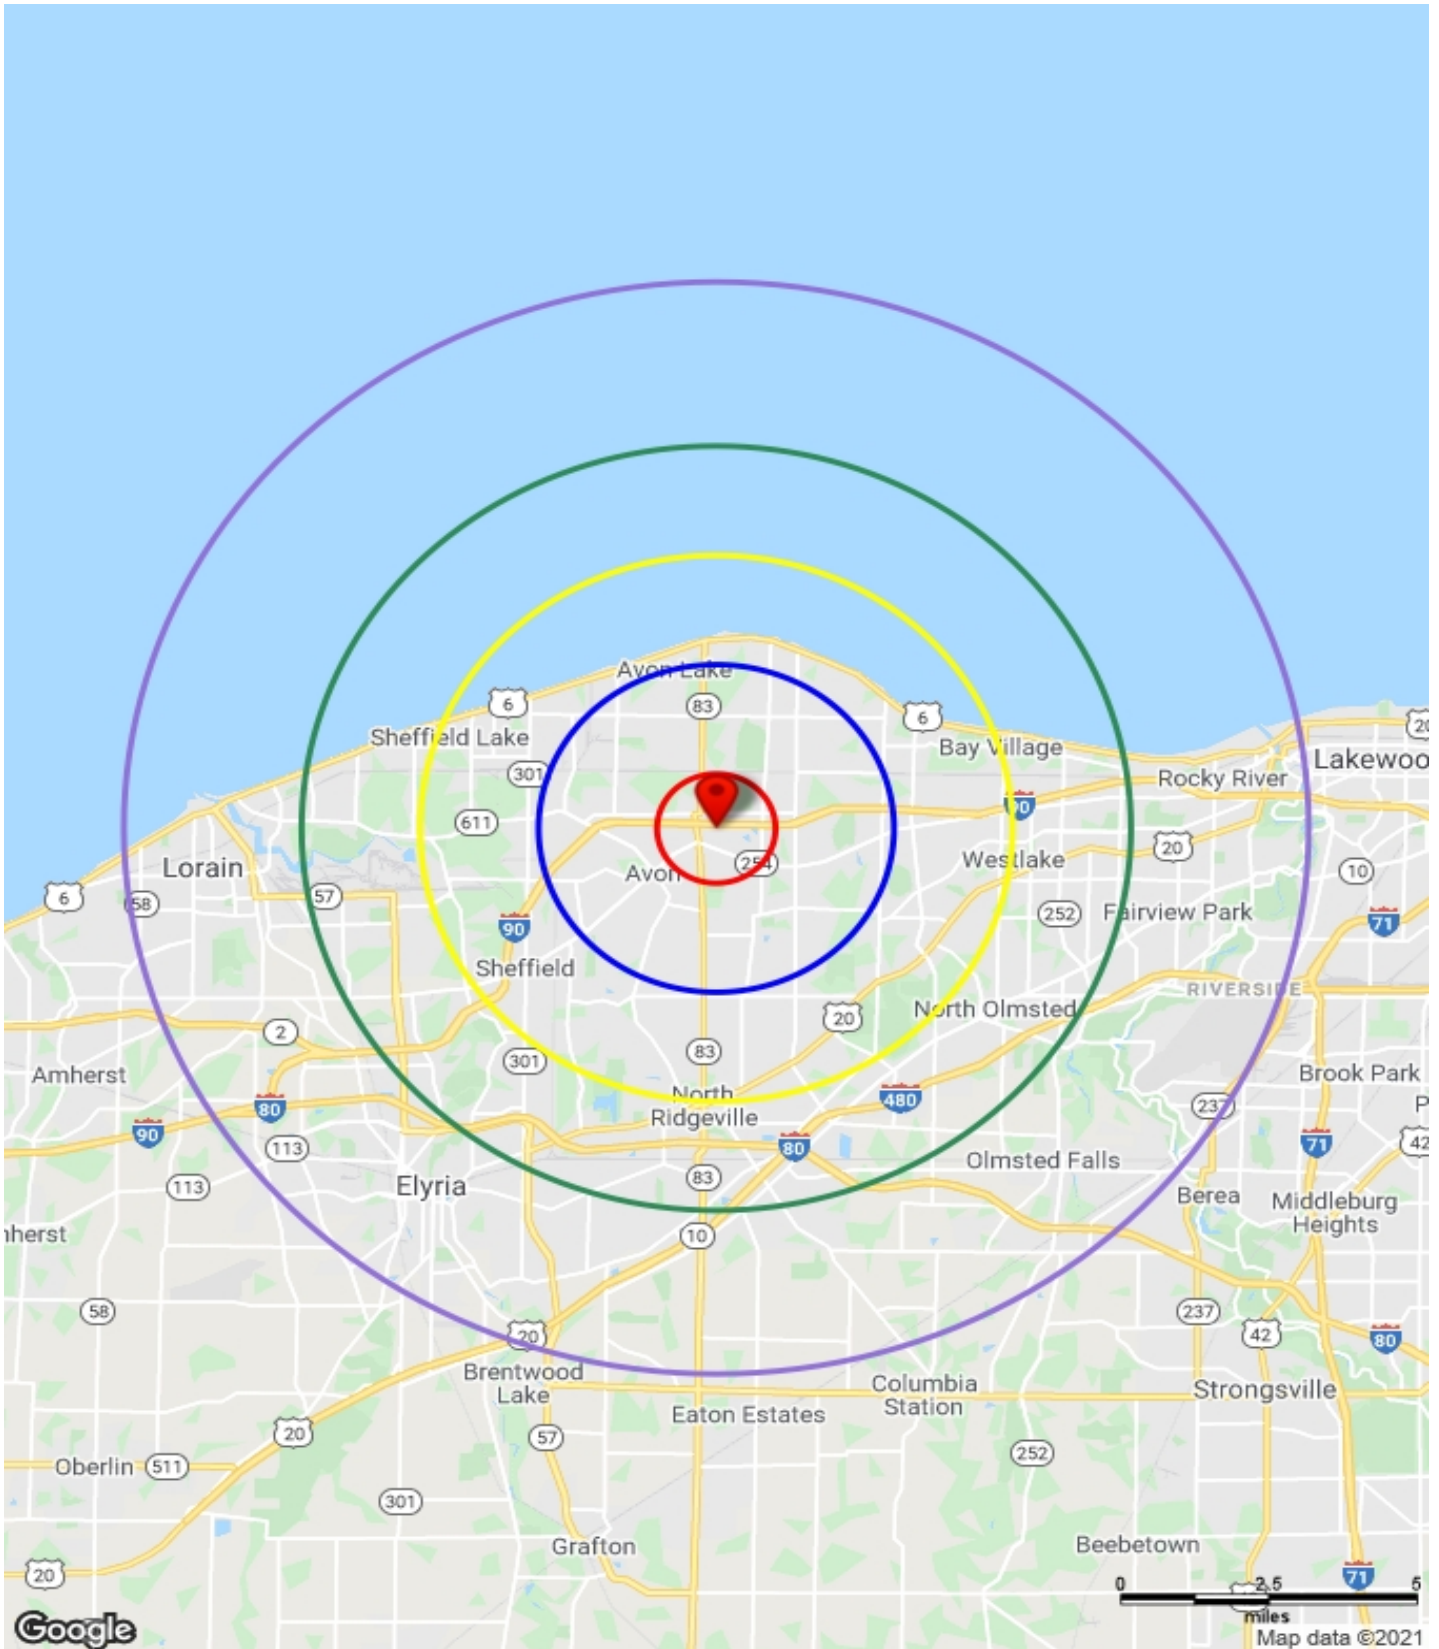 Avon Lake
83
6
6
Sheffield Lake
Bay Village
20
Lakewoo
301
Rocky River
90
611
20
Westlake
254
Lorain
Avon
10
6
58
57
252
Fairview Park
71
90
Sheffield
RIVERSIDE
North Olmsted
20
2
83
301
Amherst
Brook Park
North
Ridgeville
480
80
237
P
90
113
80
71
42
Olmsted Falls
113
83
Elyria
Berea
Middleburg
Heights
nherst
10
58
237
20
42
80
Brentwood
Lake
Columbia
Station
Strongsville
Eaton Estates
20
57
252
Oberlin
511
301
Grafton
Beebetown
20
71
0 2.5 5
miles
Google
Map data ©2021